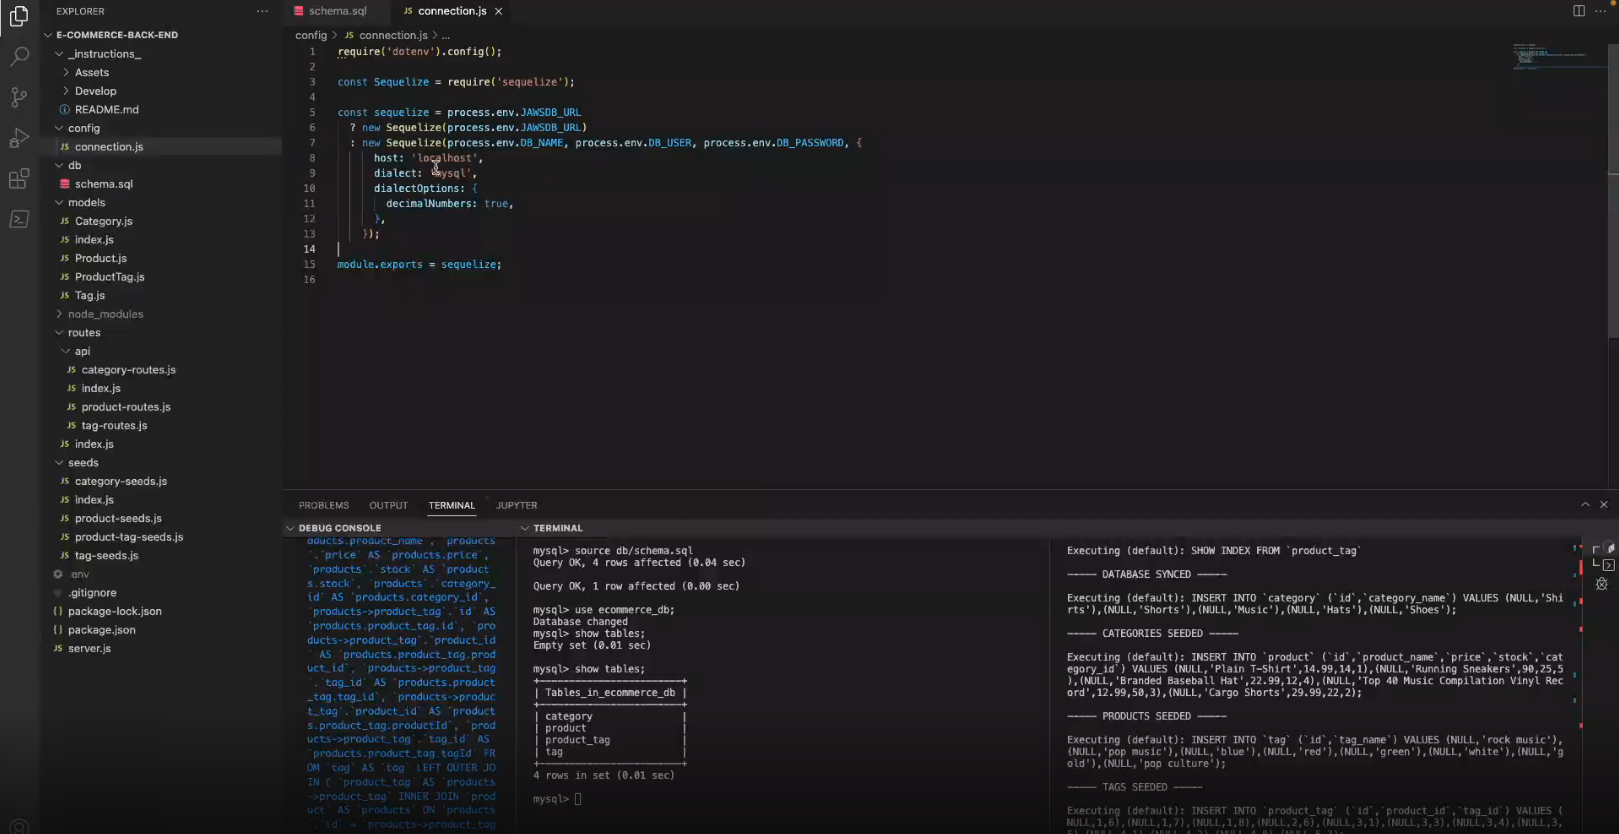 EXPLORER
E-COMMERCE-BACK-END
_instructions_
Assets
Develop
README.md
config
connection.js
db
schema.sql
models
Category.js
index.js
Product.js
ProductTag.js
Tag.js
node_modules
routes
api
category-routes.js
index.js
product-routes.js
tag-routes.js
index.js
seeds
category-seeds.js
index.js
product-seeds.js
product-tag-seeds.js
tag-seeds.js
.env
.gitignore
package-lock.json
package.json
server.js
schema.sql
connection.js
config > JS connection.js > ...
1 require('dotenv').config();
2
3 const Sequelize = require('sequelize');
4
5 const sequelize = process.env.JAWSDB_URL
6 ? new Sequelize(process.env.JAWSDB_URL)
7 : new Sequelize(process.env.DB_NAME, process.env.DB_USER, process.env.DB_PASSWORD, {
8 host: 'localhost',
9 dialect: 'mysql',
10 dialectOptions: {
11 decimalNumbers: true,
12 },
13 });
14
15 module.exports = sequelize;
16
PROBLEMS OUTPUT TERMINAL JUPYTER
DEBUG CONSOLE
oducts.product_name`, `products
`.`price` AS `products.price`,
`products`.`stock` AS `product
s.stock`, `products`.`category_
id` AS `products.category_id`,
`products->product_tag`.`id` AS
`products.product_tag.id`, `pr
oducts->product_tag`.`product_i
d` AS `products.product_tag.prod
uct_id`, `products->product_tag
`.`tag_id` AS `products.product
_tag.tag_id`, `products->produc
t_tag`.`product_id` AS `product
s.product_tag.productId`, `prod
ucts->product_tag`.`tag_id` AS
`products.product_tag.tagId` FR
OM `tag` AS `tag` LEFT OUTER JO
IN ( `product_tag` AS `products
->product_tag` INNER JOIN `prod
uct` AS `products` ON `products
`.`id` = `products->product_tag
TERMINAL
mysql> source db/schema.sql
Query OK, 4 rows affected (0.04 sec)
Query OK, 1 row affected (0.00 sec)
mysql> use ecommerce_db;
Database changed
mysql> show tables;
Empty set (0.01 sec)
mysql> show tables;
+------------------------+
| Tables_in_ecommerce_db |
+------------------------+
| category |
| product |
| product_tag |
| tag |
+------------------------+
4 rows in set (0.01 sec)
mysql>
Executing (default): SHOW INDEX FROM `product_tag`
----- DATABASE SYNCED -----
Executing (default): INSERT INTO `category` (`id`,`category_name`) VALUES (NULL,'Shi
rts'),(NULL,'Shorts'),(NULL,'Music'),(NULL,'Hats'),(NULL,'Shoes');
----- CATEGORIES SEEDED -----
Executing (default): INSERT INTO `product` (`id`,`product_name`,`price`,`stock`,`cat
egory_id`) VALUES (NULL,'Plain T-Shirt',14.99,14,1),(NULL,'Running Sneakers',90,25,5
),(NULL,'Branded Baseball Hat',22.99,12,4),(NULL,'Top 40 Music Compilation Vinyl Rec
ord',12.99,50,3),(NULL,'Cargo Shorts',29.99,22,2);
----- PRODUCTS SEEDED -----
Executing (default): INSERT INTO `tag` (`id`,`tag_name`) VALUES (NULL,'rock music'),
(NULL,'pop music'),(NULL,'blue'),(NULL,'red'),(NULL,'green'),(NULL,'white'),(NULL,'g
old'),(NULL,'pop culture');
----- TAGS SEEDED -----
Executing (default): INSERT INTO `product_tag` (`id`,`product_id`,`tag_id`) VALUES (
NULL,1,6),(NULL,1,7),(NULL,1,8),(NULL,2,6),(NULL,3,1),(NULL,3,3),(NULL,3,4),(NULL,3,